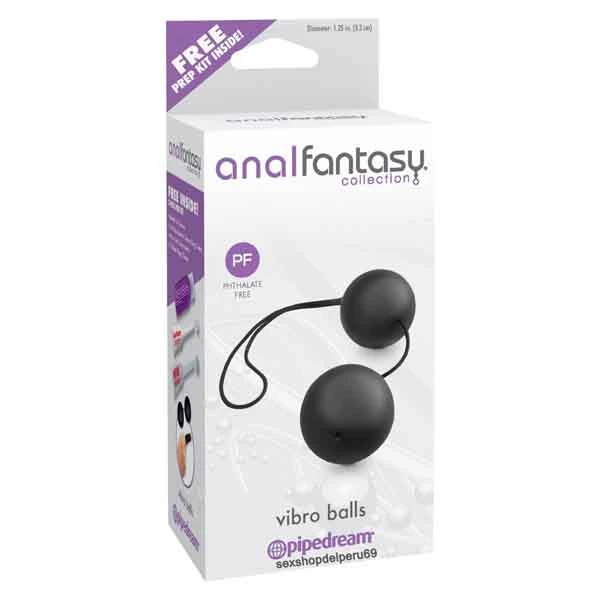 FREE
PREP KIT INSIDE!
Diameter: 1.25 in. (3.2 cm)
analfantasy
collection
FREE INSIDE!
PF
PHTHALATE
FREE
vibro balls
pipedream
sexshopdelperu69